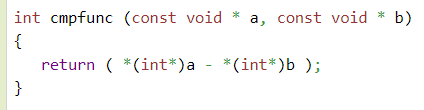 int cmpfunc (const void * a, const void * b)
{
   return ( *(int*)a - *(int*)b );
}